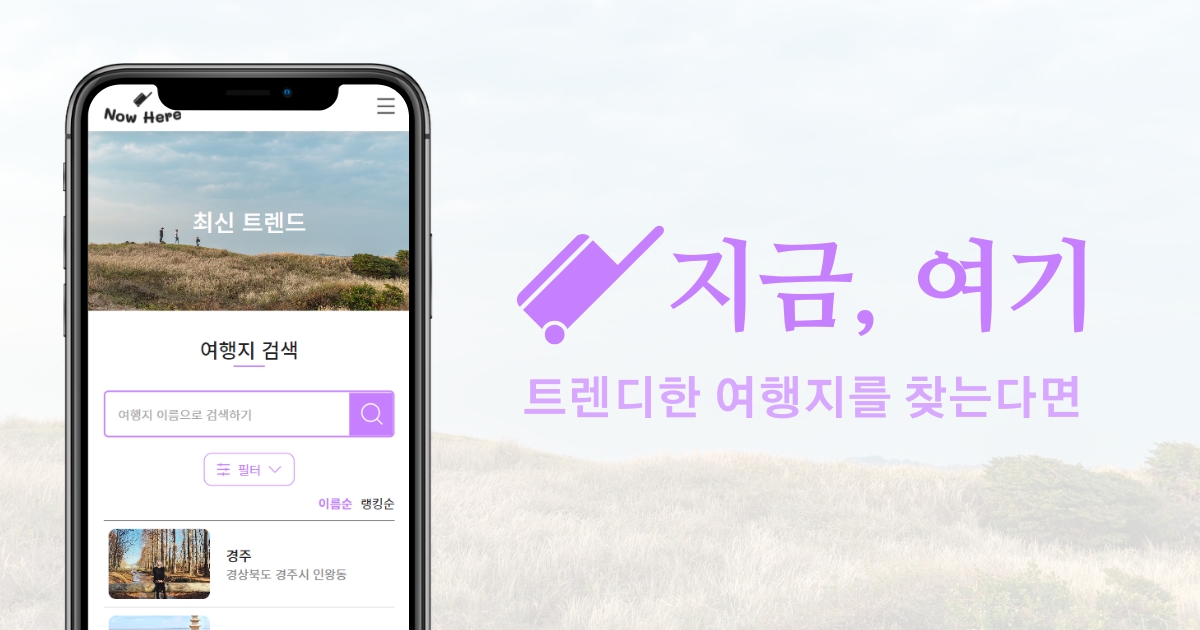 Now Here
최신 트렌드
여행지 검색
여행지 이름으로 검색하기
필터
이름순 랭킹순
경주
경상북도 경주시 인왕동
지금, 여기
트렌디한 여행지를 찾는다면